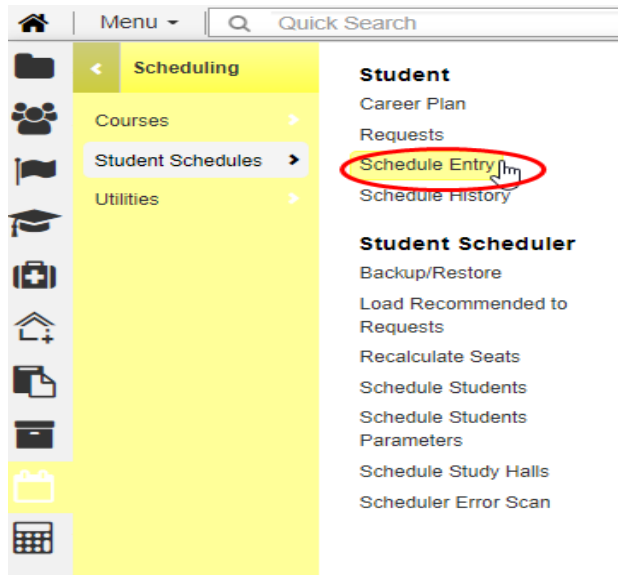 Menu
Quick Search
Scheduling
Courses
Student Schedules
Utilities
Student
Career Plan
Requests
Schedule Entry
Schedule History
Student Scheduler
Backup/Restore
Load Recommended to
Requests
Recalculate Seats
Schedule Students
Schedule Students
Parameters
Schedule Study Halls
Scheduler Error Scan